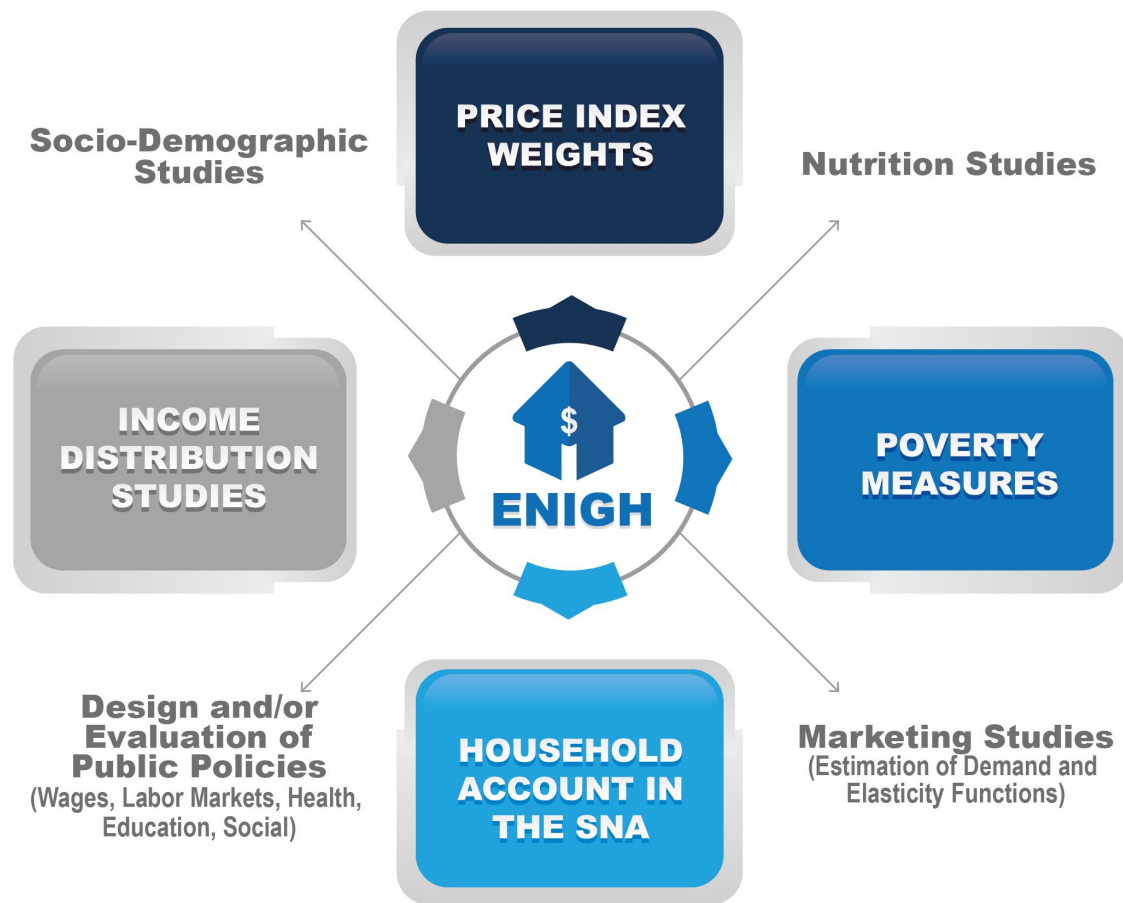 PRICE INDEX
WEIGHTS
Socio-Demographic
Studies
Nutrition Studies
INCOME
DISTRIBUTION
STUDIES
$
ENIGH
POVERTY
MEASURES
Design and/or
Evaluation of
Public Policies
(Wages, Labor Markets, Health,
Education, Social)
HOUSEHOLD
ACCOUNT IN
THE SNA
Marketing Studies
(Estimation of Demand and
Elasticity Functions)